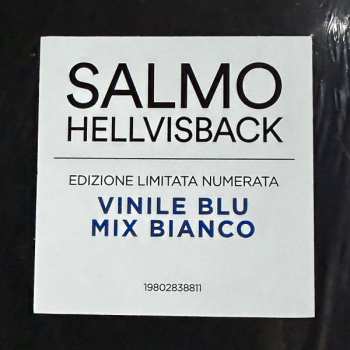 SALMO
HELLVISBACK
EDIZIONE LIMITATA NUMERATA
VINILE BLU
MIX BIANCO
19802838811